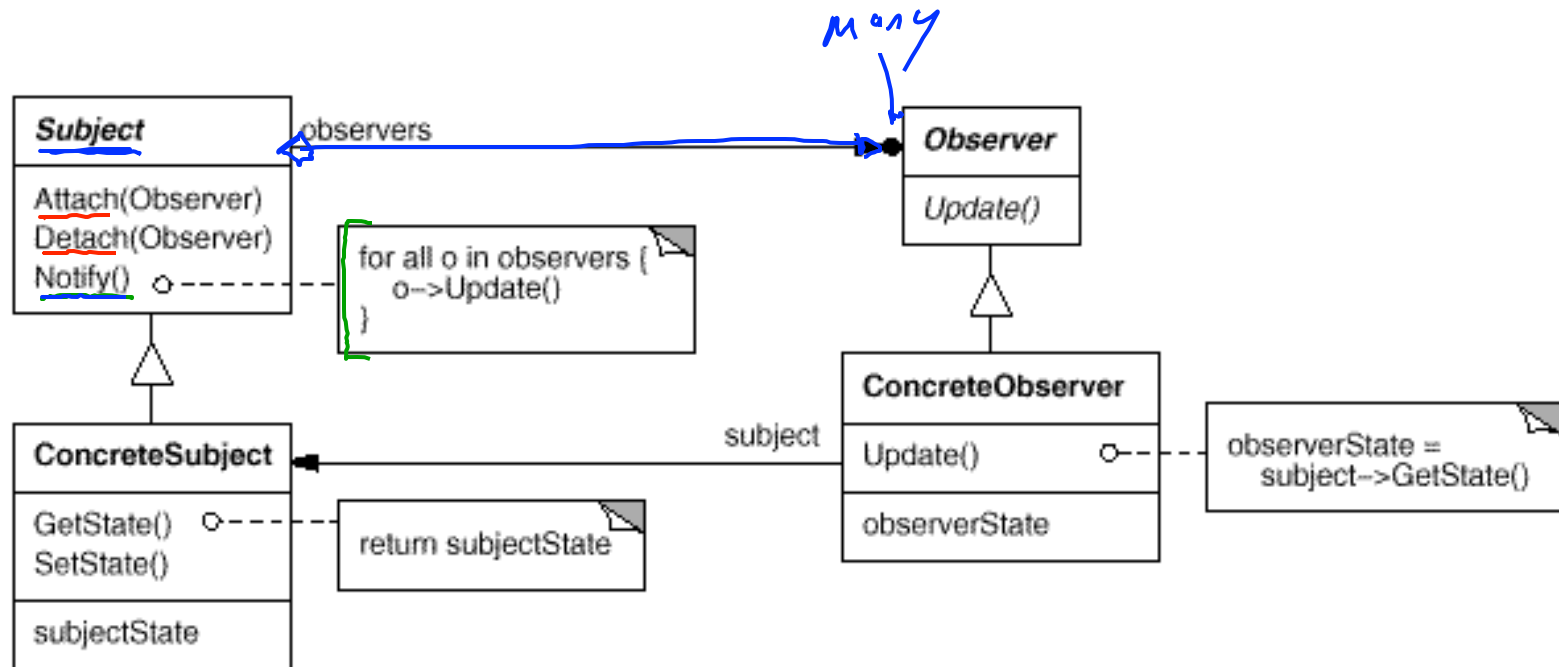 Many
Subject
observers
Observer
Attach(Observer)
Detach(Observer)
Notify()
Update()
for all o in observers {
o->Update()
}
ConcreteSubject
GetState()
SetState()
subjectState
return subjectState
subject
ConcreteObserver
Update()
observerState
observerState =
subject->GetState()